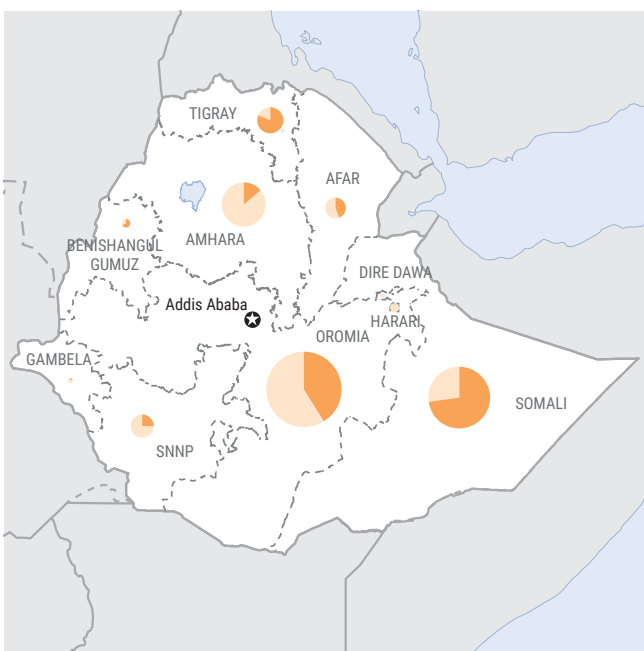 TIGRAY
AFAR
AMHARA
BENISHANGUL
GUMUZ
DIRE DAWA
Addis Ababa
HARARI
OROMIA
GAMBELA
SOMALI
SNNP